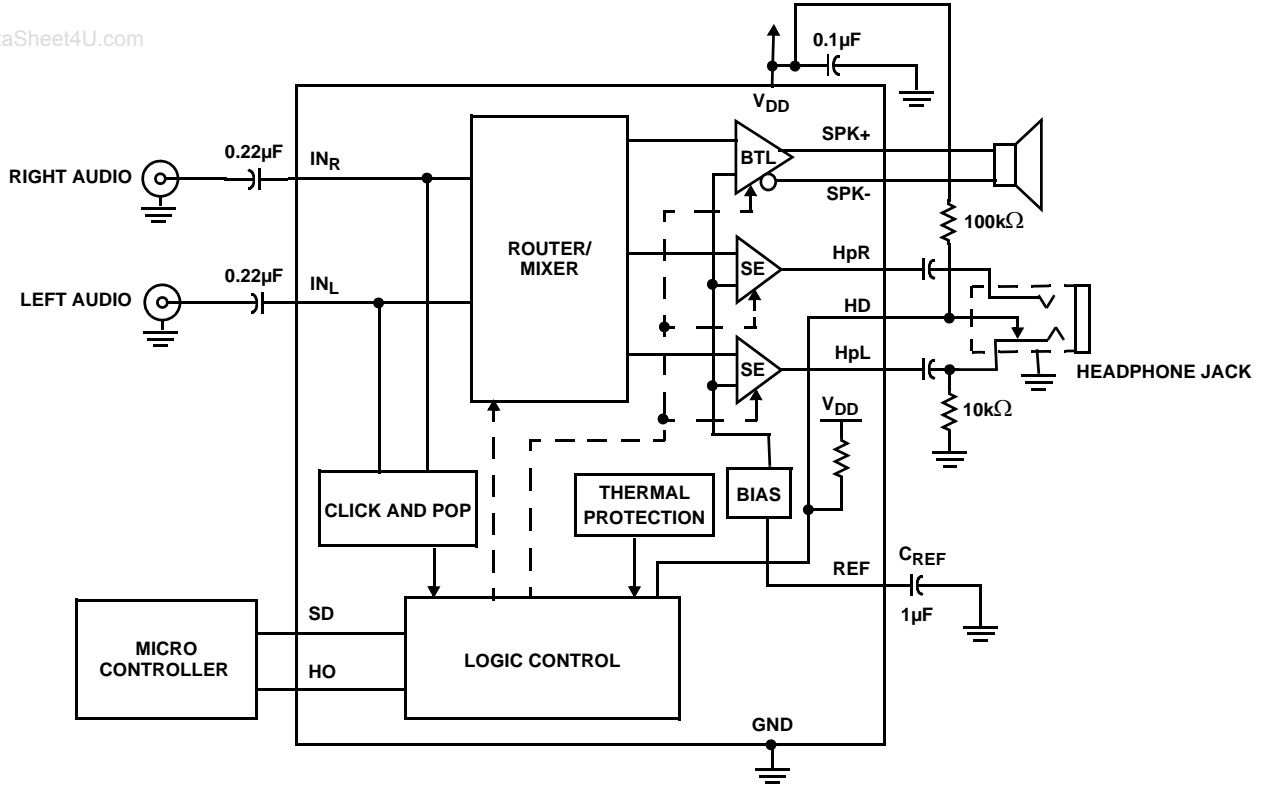 taSheet4U.com
0.1µF
VDD
SPK+
BTL
SPK-
0.22µF
INR
RIGHT AUDIO
100kΩ
ROUTER/
MIXER
HpR
SE
0.22µF
INL
LEFT AUDIO
HD
HpL
SE
HEADPHONE JACK
VDD
10kΩ
CLICK AND POP
THERMAL
PROTECTION
BIAS
REF
CREF
1µF
SD
MICRO
CONTROLLER
HO
LOGIC CONTROL
GND